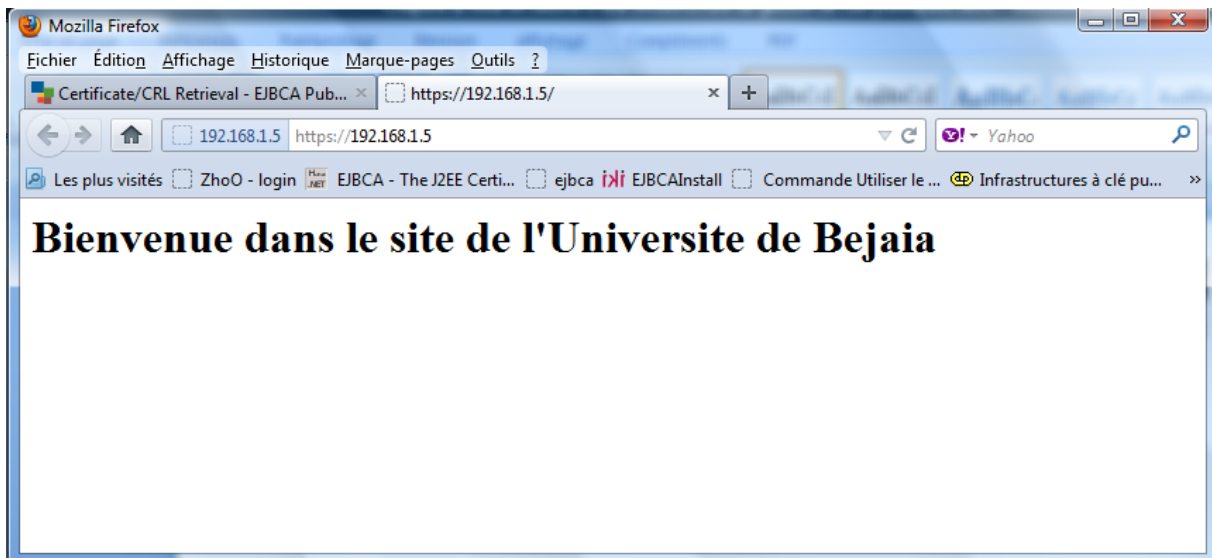 Mozilla Firefox
Fichier Édition Affichage Historique Marque-pages Outils ?
Certificate/CRL Retrieval - EJBCA Pub... × https://192.168.1.5/ × +
192.168.1.5 https://192.168.1.5 Yahoo
Les plus visités ZhoO - login EJBCA - The J2EE Certi... ejbca EJBCAInstall Commande Utiliser le ... Infrastructures à clé pu... »
Bienvenue dans le site de l'Universite de Bejaia